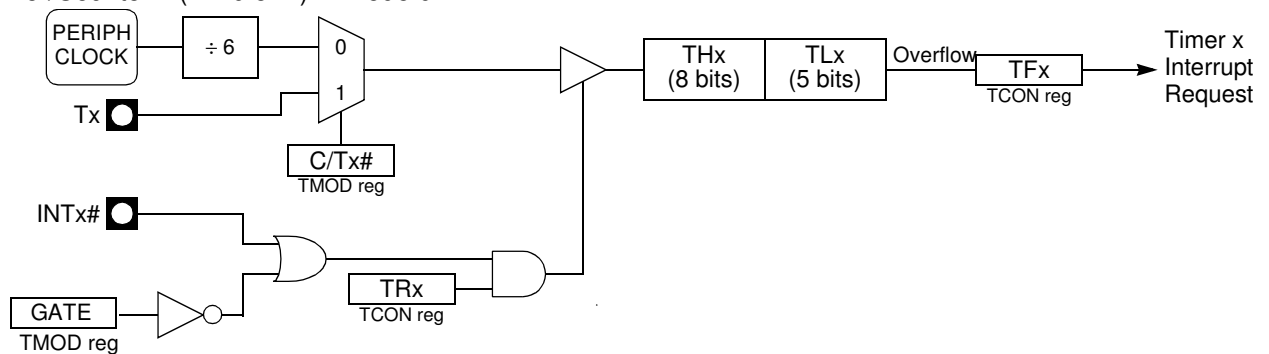 PERIPH
CLOCK
÷ 6
0
1
Tx
C/Tx#
TMOD reg
THx
(8 bits)
TLx
(5 bits)
Overflow
TFx
TCON reg
Timer x
Interrupt
Request
INTx#
GATE
TMOD reg
TRx
TCON reg